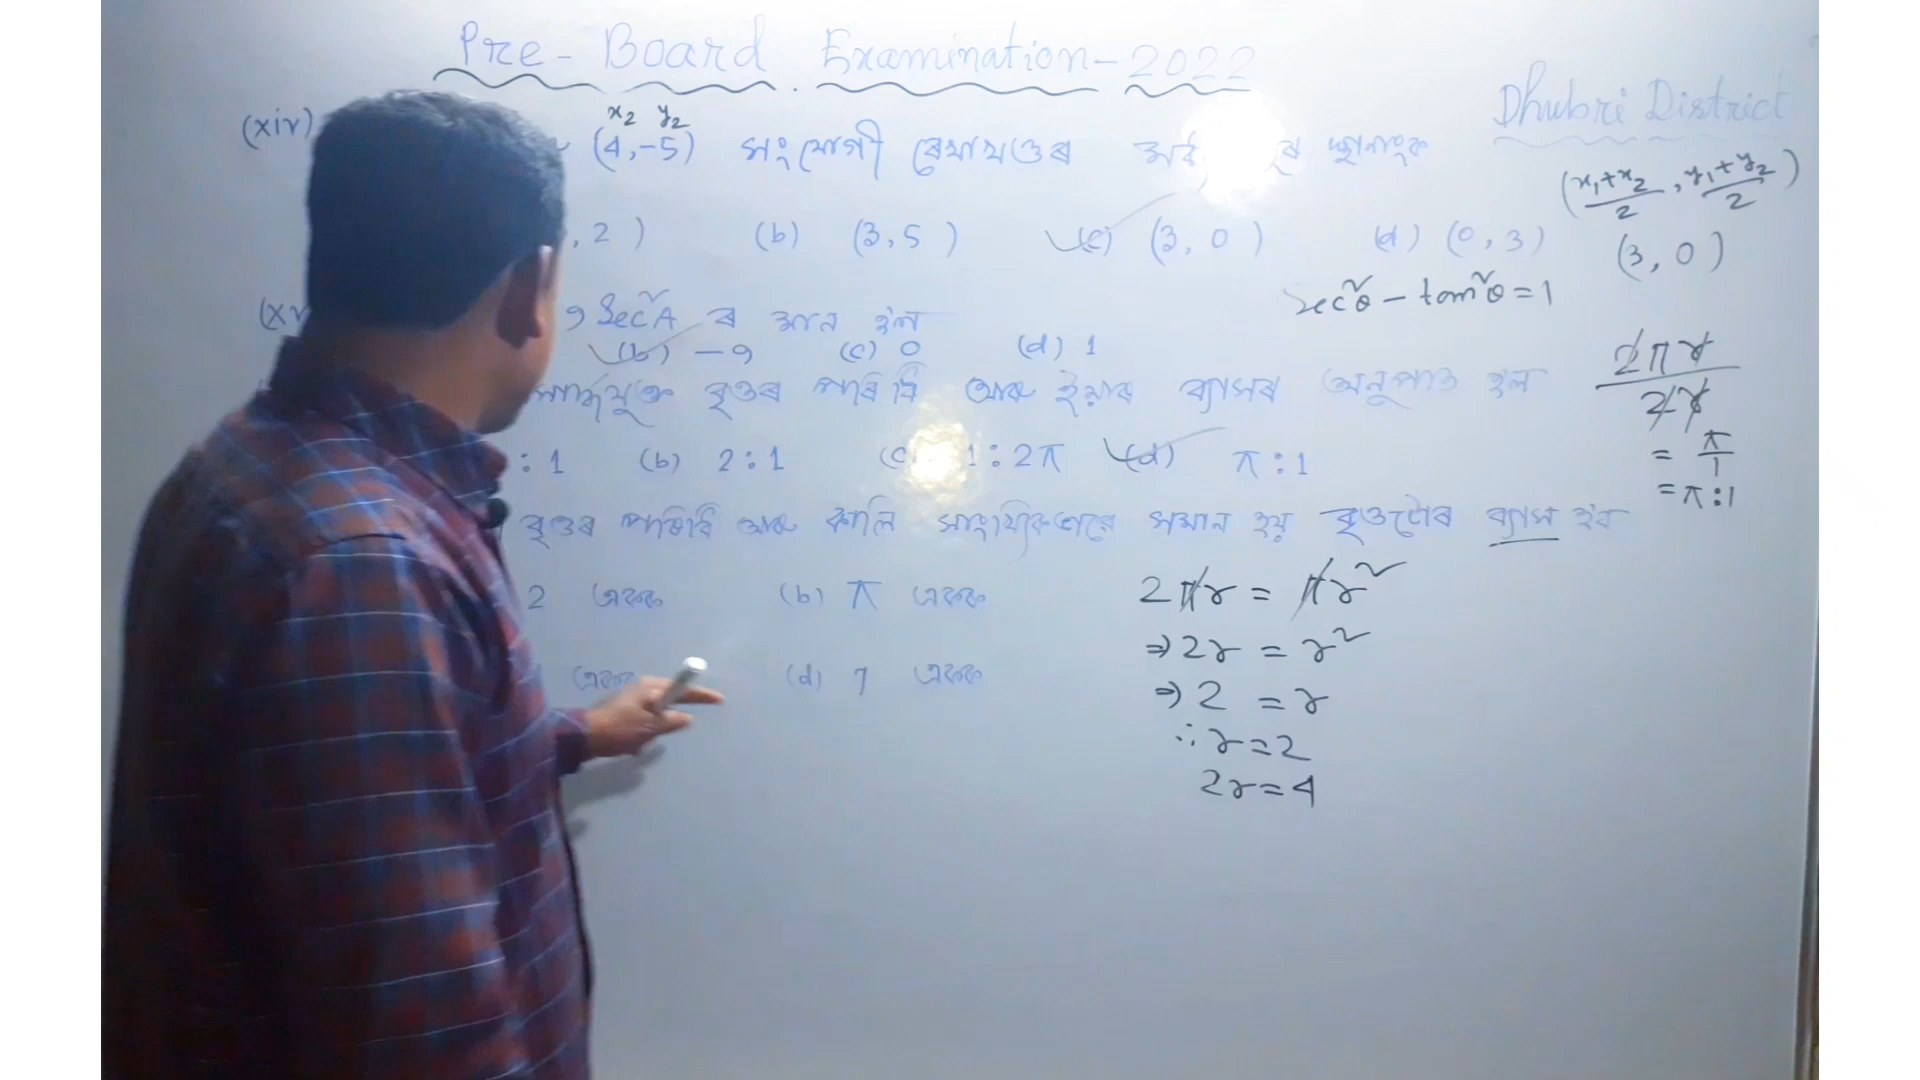 Pre-Board Examination-2022
Dhubri District
x₂ y₂
(xiv) (4,-5) সংযোগী ৰেখাখণ্ডৰ স্থানাংক
(x₁+x₂/2, y₁+y₂/2)
, 2 ) (b) (3, 5 ) (c) (3, 0 ) (d) (0, 3)
(3, 0 )
sec²θ - tan²θ = 1
(xv 9 Sec²A ৰ মান হ'ল
(b) -9 (c) 0 (d) 1
বৃত্তৰ পৰিধি আৰু ইয়াৰ ব্যাসৰ অনুপাত হ'ল
2πr/2r
= π/1
= π:1
: 1 (b) 2:1 (c) 1:2π (d) π:1
বৃত্তৰ পৰিধি আৰু কালি সাংখ্যিকভাৱে সমান হয় বৃত্তটোৰ ব্যাস হ'ব
2 একক (b) π একক
একক (d) 7 একক
2πr = πr²
⇒ 2r = r²
⇒ 2 = r
∴ r=2
2r=4